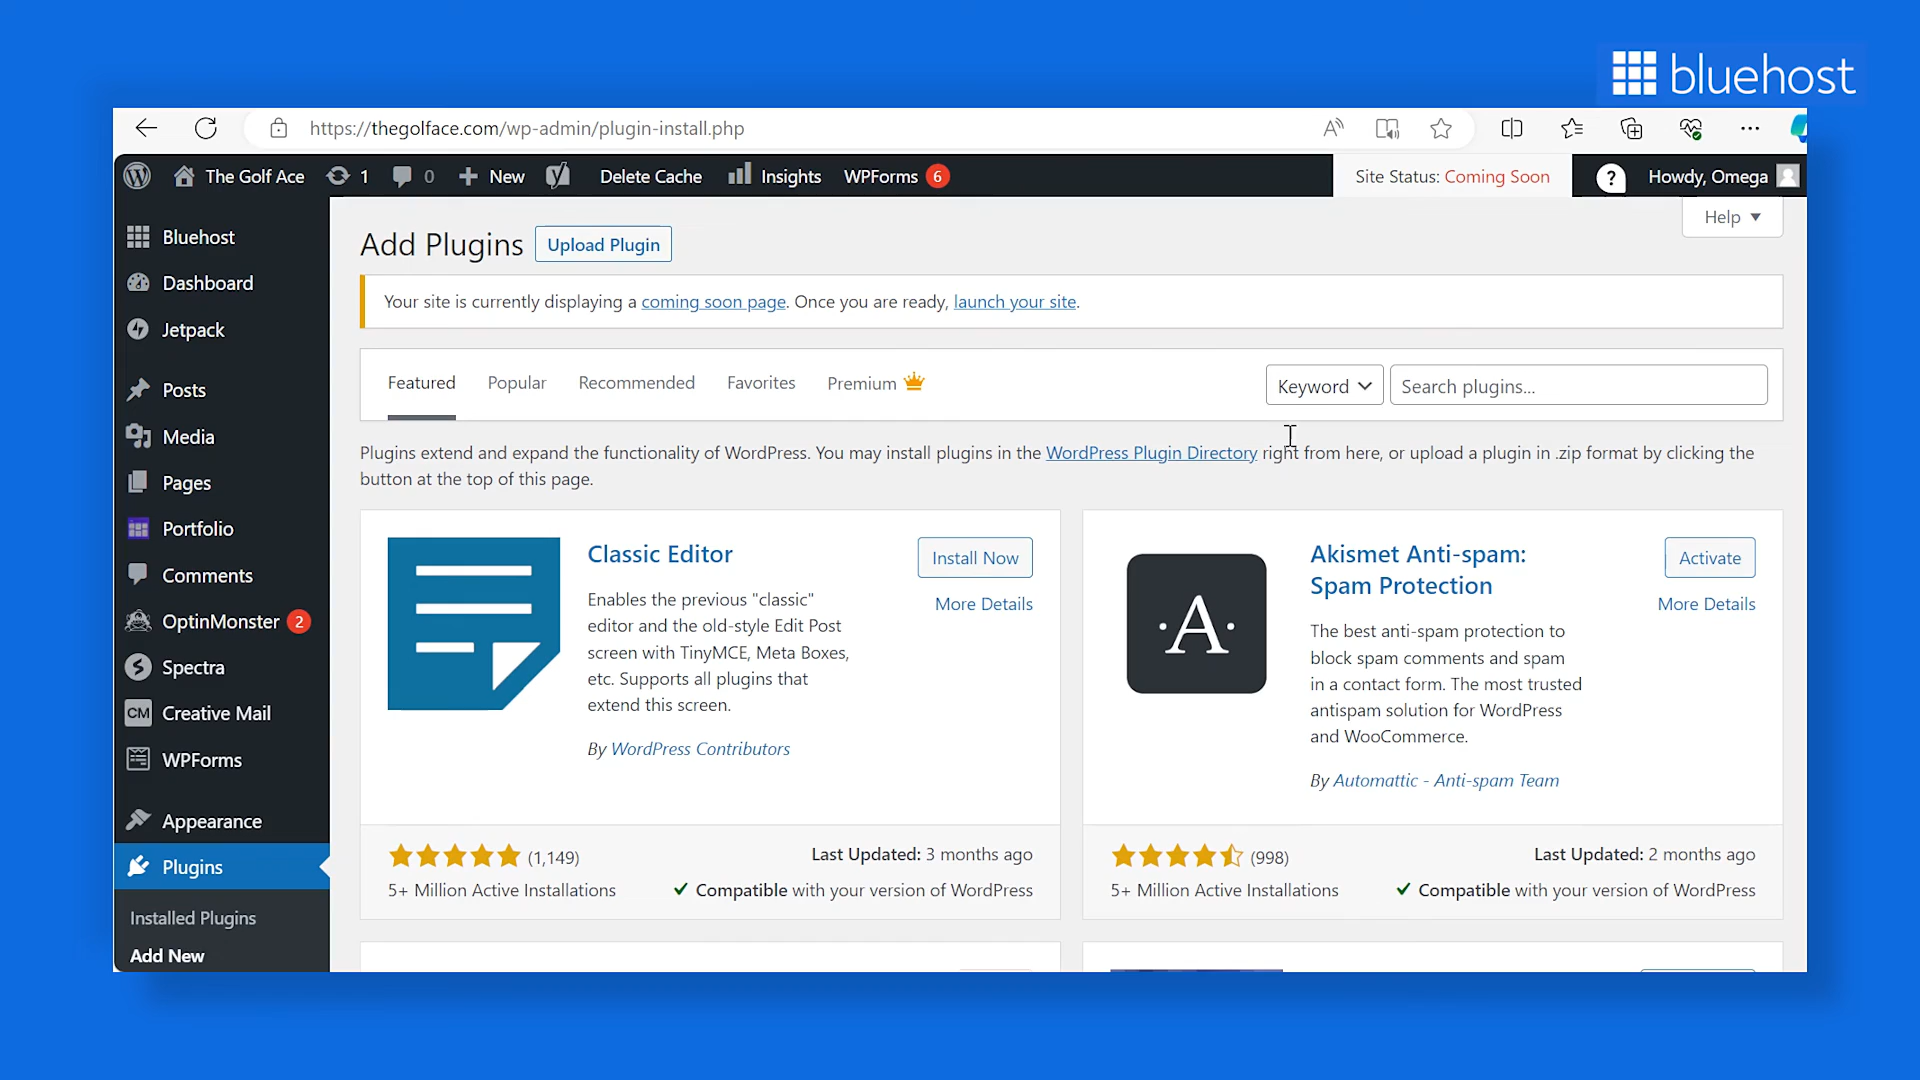 bluehost
https://thegolface.com/wp-admin/plugin-install.php
The Golf Ace 1 0 New Delete Cache Insights WPForms 6 Site Status: Coming Soon ? Howdy, Omega
Help
Bluehost
Dashboard
Jetpack
Posts
Media
Pages
Portfolio
Comments
OptinMonster 2
Spectra
CM Creative Mail
WPForms
Appearance
Plugins
Installed Plugins
Add New
Add Plugins Upload Plugin
Your site is currently displaying a coming soon page. Once you are ready, launch your site.
Featured Popular Recommended Favorites Premium Keyword Search plugins...
Plugins extend and expand the functionality of WordPress. You may install plugins in the WordPress Plugin Directory right from here, or upload a plugin in .zip format by clicking the
button at the top of this page.
Classic Editor
Install Now
More Details
Enables the previous "classic"
editor and the old-style Edit Post
screen with TinyMCE, Meta Boxes,
etc. Supports all plugins that
extend this screen.
By WordPress Contributors
(1,149)
Last Updated: 3 months ago
5+ Million Active Installations
Compatible with your version of WordPress
·A·
Akismet Anti-spam:
Spam Protection
Activate
More Details
The best anti-spam protection to
block spam comments and spam
in a contact form. The most trusted
antispam solution for WordPress
and WooCommerce.
By Automattic - Anti-spam Team
(998)
Last Updated: 2 months ago
5+ Million Active Installations
Compatible with your version of WordPress